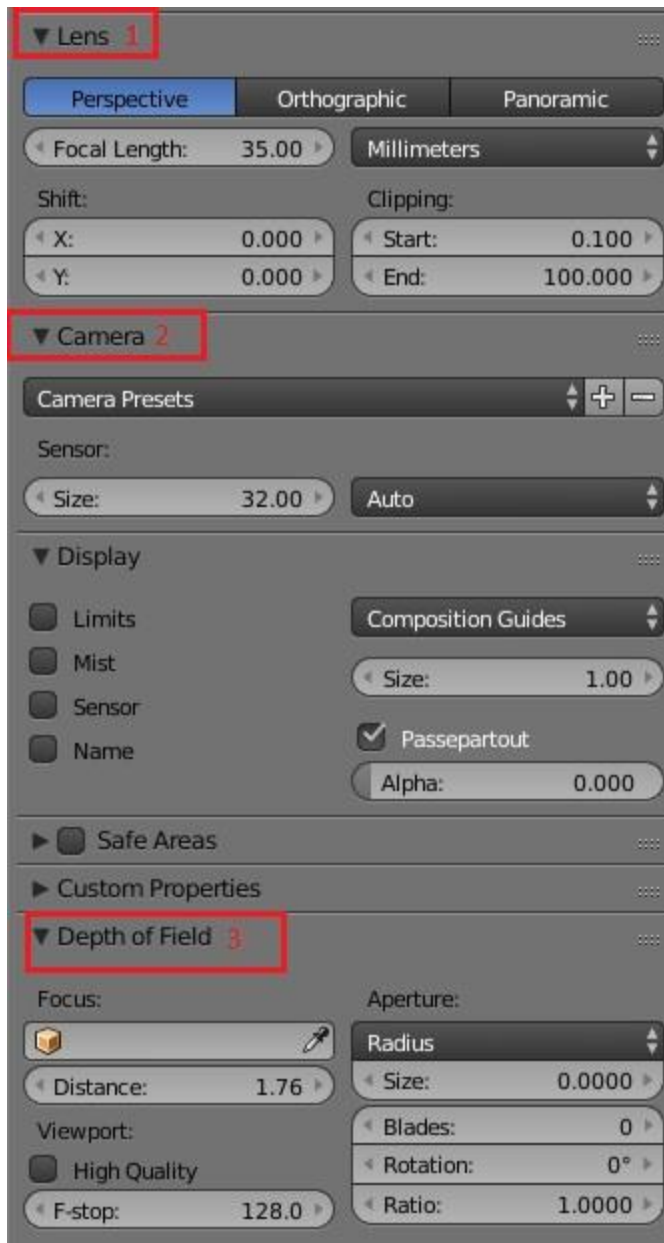 Lens 1
Perspective Orthographic Panoramic
Focal Length: 35.00 Millimeters
Shift: Clipping:
X: 0.000 Start: 0.100
Y: 0.000 End: 100.000
Camera 2
Camera Presets
Sensor:
Size: 32.00 Auto
Display
Limits Composition Guides
Mist Size: 1.00
Sensor
Name Passepartout
Alpha: 0.000
Safe Areas
Custom Properties
Depth of Field 3
Focus: Aperture:
Radius
Distance: 1.76 Size: 0.0000
Viewport: Blades: 0
High Quality Rotation: 0°
F-stop: 128.0 Ratio: 1.0000